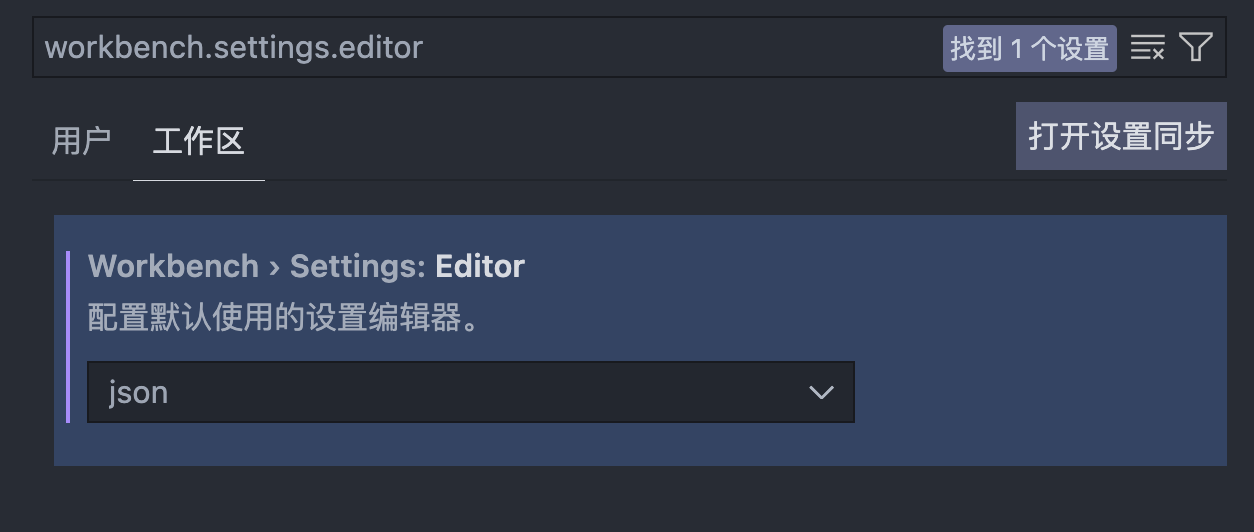 workbench.settings.editor 找到 1 个设置
用户 工作区 打开设置同步
Workbench › Settings: Editor
配置默认使用的设置编辑器。
json